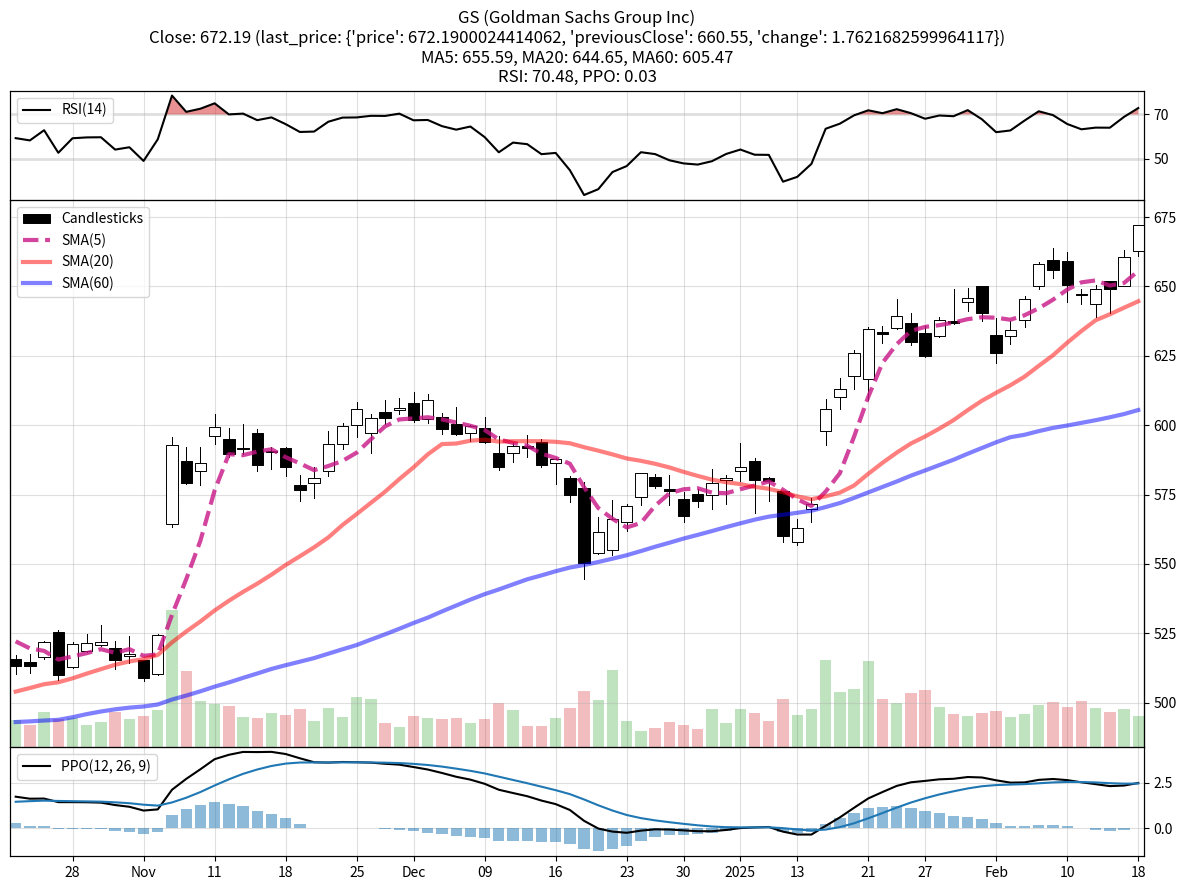 GS (Goldman Sachs Group Inc)
Close: 672.19 (last_price: {'price': 672.1900024414062, 'previousClose': 660.55, 'change': 1.7621682599964117})
MA5: 655.59, MA20: 644.65, MA60: 605.47
RSI: 70.48, PPO: 0.03
RSI(14)
70
50
Candlesticks
SMA(5)
SMA(20)
SMA(60)
675
650
625
600
575
550
525
500
PPO(12, 26, 9)
2.5
0.0
28 Nov 11 18 25 Dec 09 16 23 30 2025 13 21 27 Feb 10 18